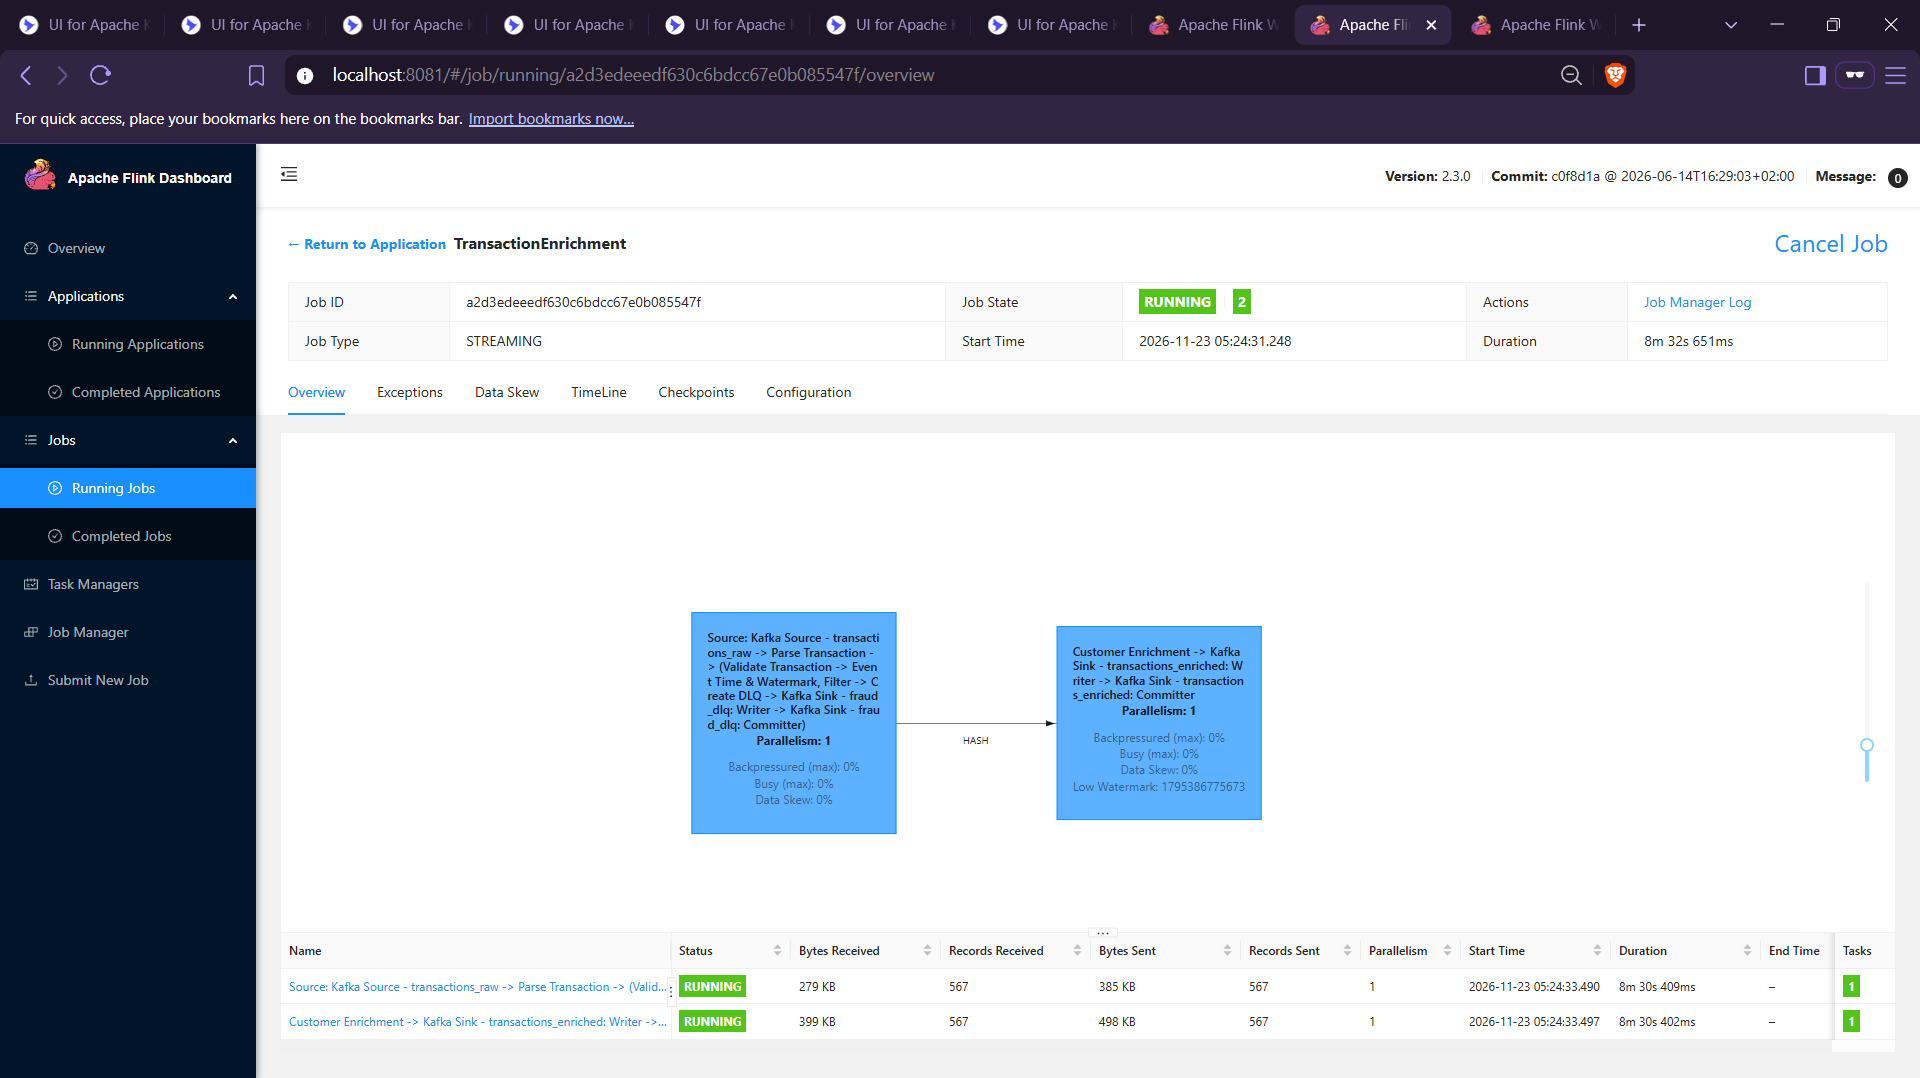 UI for Apache
UI for Apache
UI for Apache
UI for Apache
UI for Apache
UI for Apache
UI for Apache
Apache Flink W
Apache Fli
Apache Flink W
localhost:8081/#/job/running/a2d3edeeedf630c6bdcc67e0b085547f/overview
For quick access, place your bookmarks here on the bookmarks bar. Import bookmarks now...
Apache Flink Dashboard
Version: 2.3.0 Commit: c0f8d1a @ 2026-06-14T16:29:03+02:00 Message: 0
Overview
Applications
Running Applications
Completed Applications
Jobs
Running Jobs
Completed Jobs
Task Managers
Job Manager
Submit New Job
← Return to Application TransactionEnrichment
Cancel Job
Job ID a2d3edeeedf630c6bdcc67e0b085547f Job State RUNNING 2 Actions Job Manager Log
Job Type STREAMING Start Time 2026-11-23 05:24:31.248 Duration 8m 32s 651ms
Overview Exceptions Data Skew TimeLine Checkpoints Configuration
Source: Kafka Source - transacti
ons_raw -> Parse Transaction -
> (Validate Transaction -> Even
t Time & Watermark, Filter -> C
reate DLQ -> Kafka Sink - fraud
_dlq: Writer -> Kafka Sink - frau
d_dlq: Committer)
Parallelism: 1
Backpressured (max): 0%
Busy (max): 0%
Data Skew: 0%
HASH
Customer Enrichment -> Kafka
Sink - transactions_enriched: W
riter -> Kafka Sink - transaction
s_enriched: Committer
Parallelism: 1
Backpressured (max): 0%
Busy (max): 0%
Data Skew: 0%
Low Watermark: 1795386775673
Name Status Bytes Received Records Received Bytes Sent Records Sent Parallelism Start Time Duration End Time Tasks
Source: Kafka Source - transactions_raw -> Parse Transaction -> (Valid... RUNNING 279 KB 567 385 KB 567 1 2026-11-23 05:24:33.490 8m 30s 409ms – 1
Customer Enrichment -> Kafka Sink - transactions_enriched: Writer ->... RUNNING 399 KB 567 498 KB 567 1 2026-11-23 05:24:33.497 8m 30s 402ms – 1